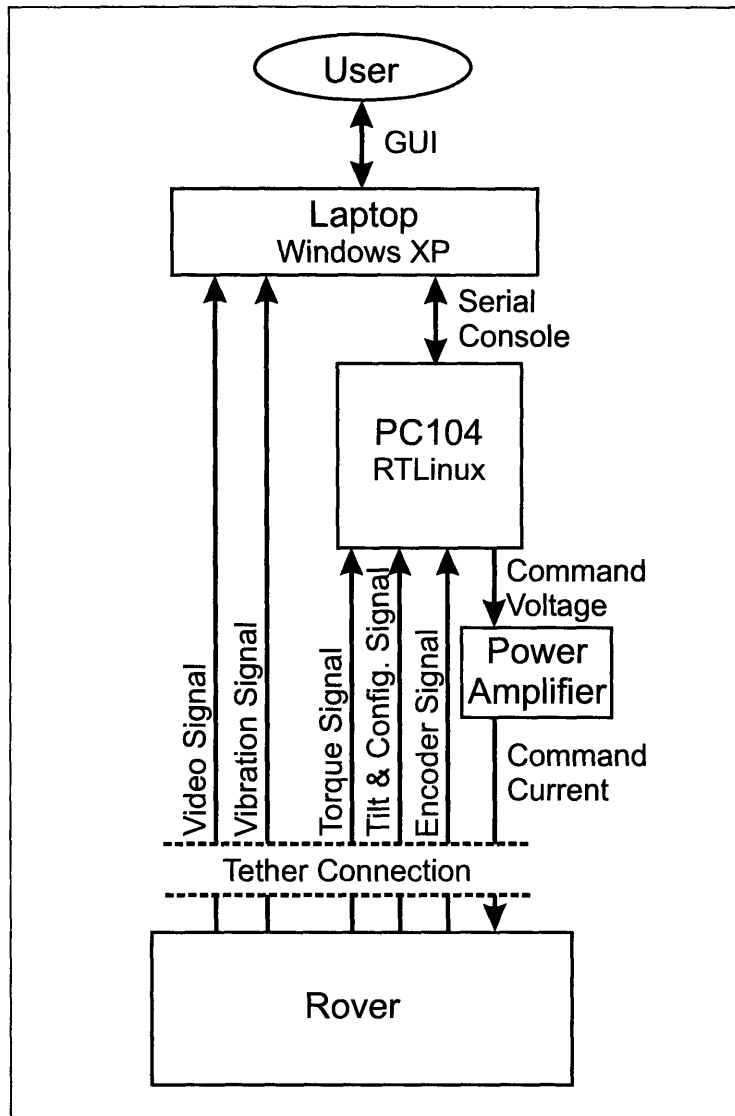 User
GUI
Laptop
Windows XP
Serial
Console
PC104
RTLinux
Command
Voltage
Power
Amplifier
Command
Current
Video Signal
Vibration Signal
Torque Signal
Tilt & Config. Signal
Encoder Signal
Tether Connection
Rover